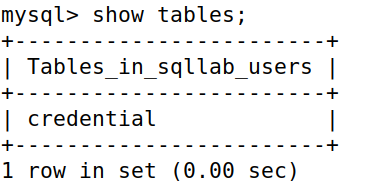 mysql> show tables;
+------------------------+
| Tables_in_sqllab_users |
+------------------------+
| credential             |
+------------------------+
1 row in set (0.00 sec)